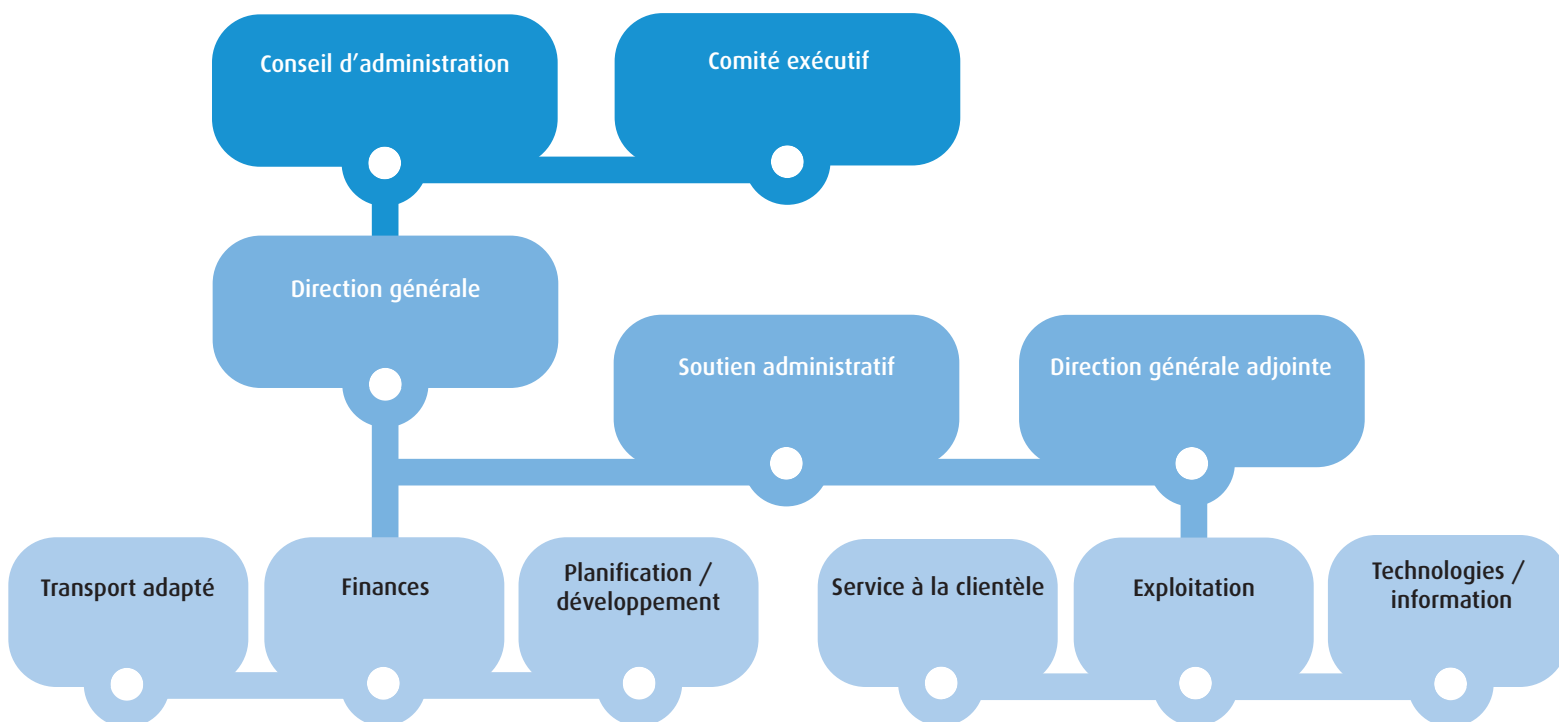 Conseil d’administration
Comité exécutif
Direction générale
Soutien administratif
Direction générale adjointe
Transport adapté
Finances
Planification /
développement
Service à la clientèle
Exploitation
Technologies /
information